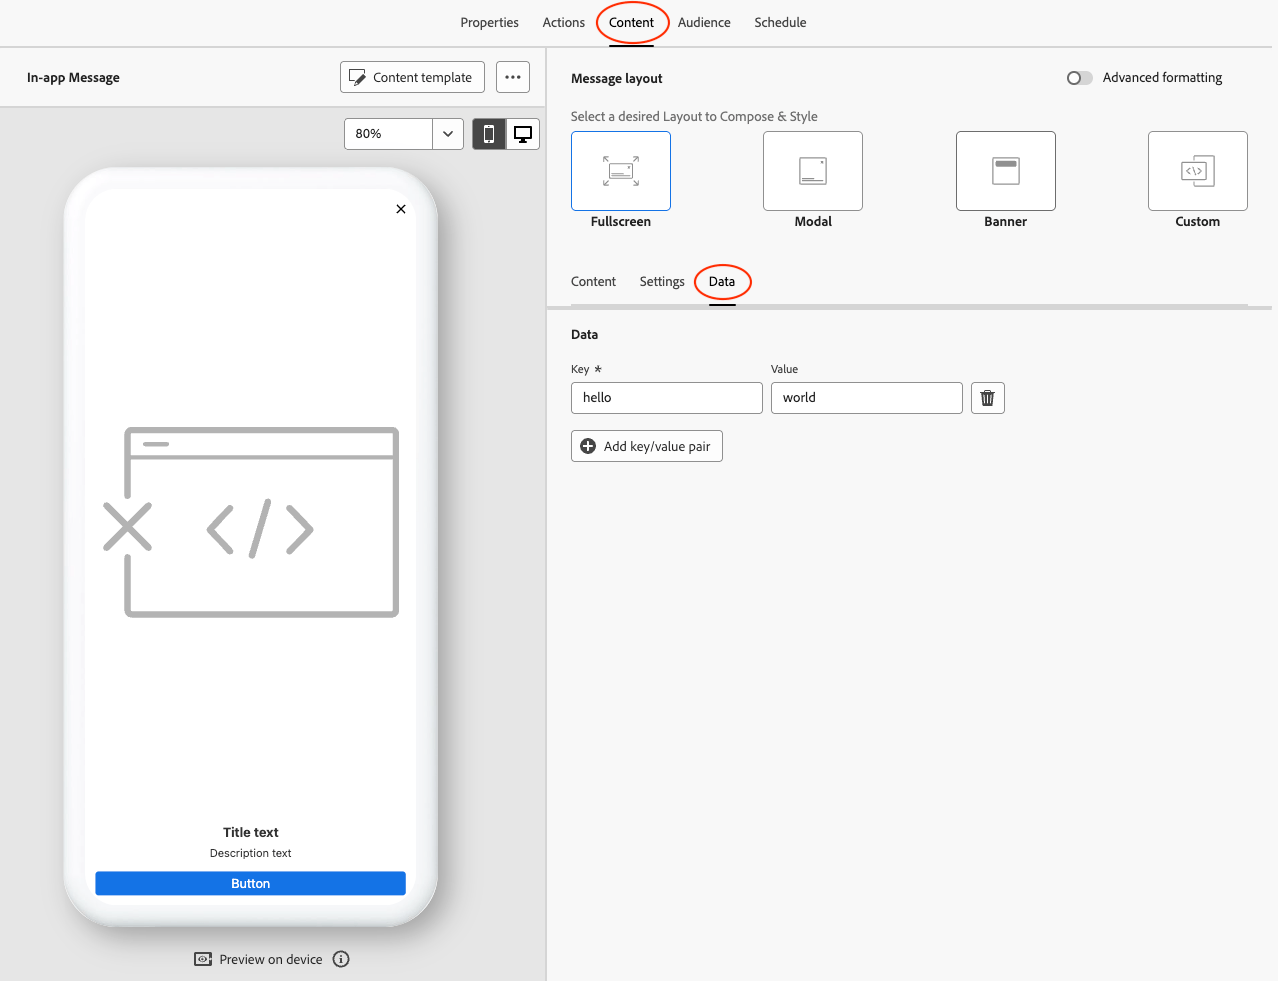 Properties Actions Content Audience Schedule
In-app Message
Content template
80%
Title text
Description text
Button
Preview on device
Message layout
Advanced formatting
Select a desired Layout to Compose & Style
Fullscreen Modal Banner Custom
Content Settings Data
Data
Key * Value
hello world
Add key/value pair